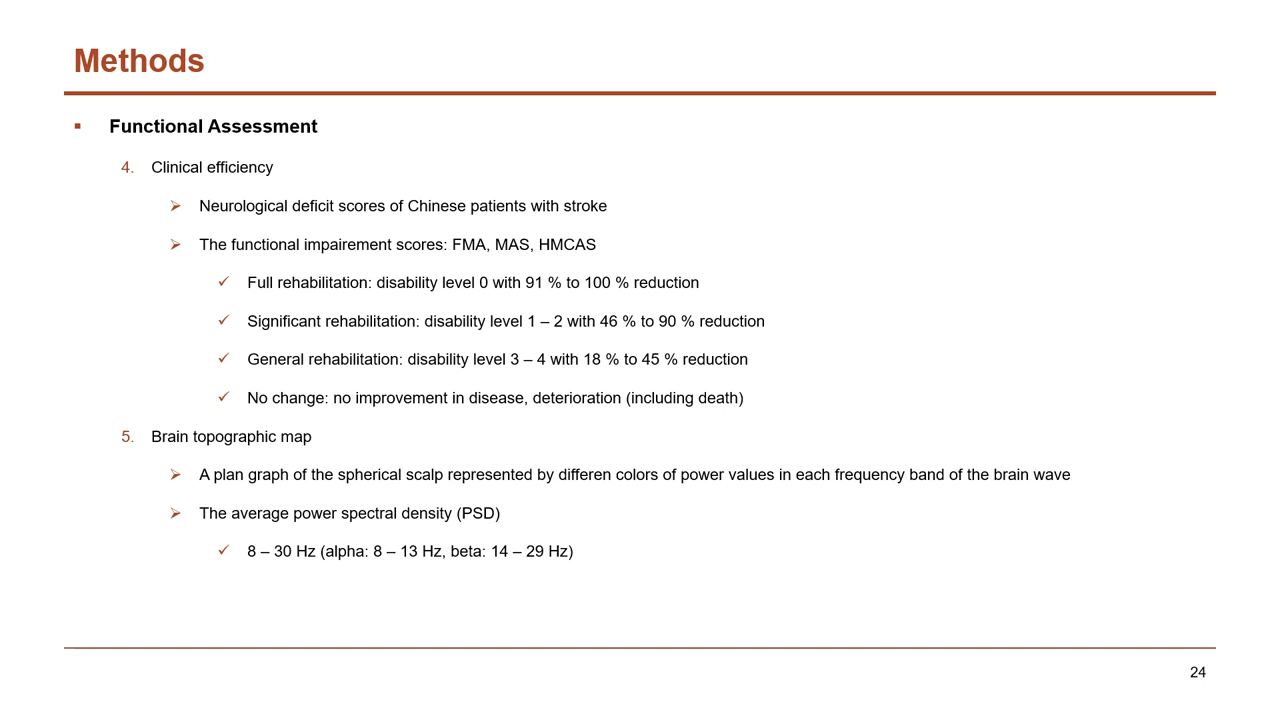 Methods
Functional Assessment
4. Clinical efficiency
Neurological deficit scores of Chinese patients with stroke
The functional impairment scores: FMA, MAS, HMCAS
Full rehabilitation: disability level 0 with 91 % to 100 % reduction
Significant rehabilitation: disability level 1 – 2 with 46 % to 90 % reduction
General rehabilitation: disability level 3 – 4 with 18 % to 45 % reduction
No change: no improvement in disease, deterioration (including death)
5. Brain topographic map
A plan graph of the spherical scalp represented by differen colors of power values in each frequency band of the brain wave
The average power spectral density (PSD)
8 – 30 Hz (alpha: 8 – 13 Hz, beta: 14 – 29 Hz)
24